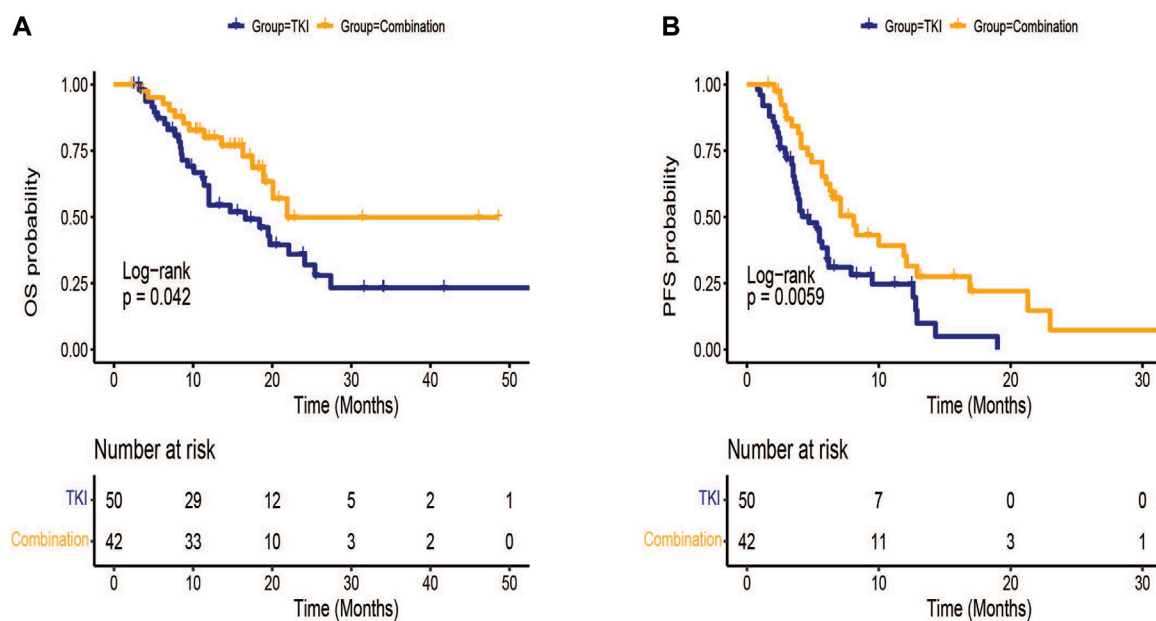 A
Group=TKI Group=Combination
OS probability
1.00
0.75
0.50
0.25
0.00
Log-rank
p = 0.042
0 10 20 30 40 50
Time (Months)
Number at risk
TKI 50 29 12 5 2 1
Combination 42 33 10 3 2 0
0 10 20 30 40 50
Time (Months)
B
Group=TKI Group=Combination
PFS probability
1.00
0.75
0.50
0.25
0.00
Log-rank
p = 0.0059
0 10 20 30
Time (Months)
Number at risk
TKI 50 7 0 0
Combination 42 11 3 1
0 10 20 30
Time (Months)